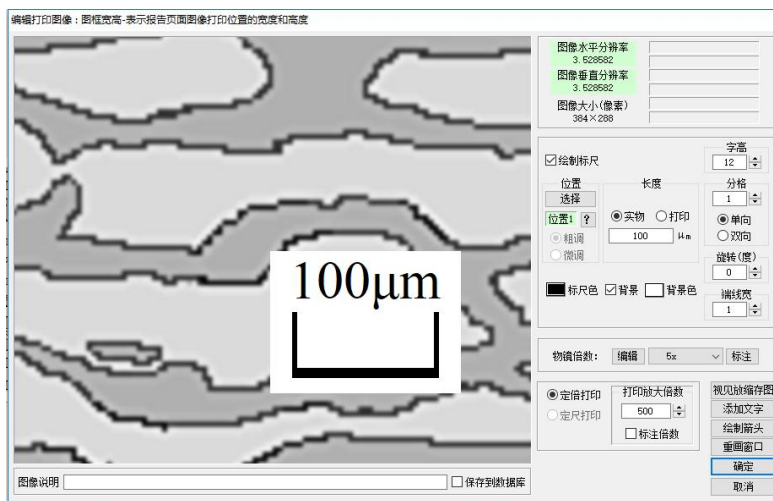 编辑打印图像：图框宽高-表示报告页面图像打印位置的宽度和高度
图像水平分辨率
3.528582
图像垂直分辨率
3.528582
图像大小(像素)
384×288
绘制标尺
字高
12
位置
选择
位置1 ?
粗调
微调
长度
实物 打印
100 μm
分格
1
单向
双向
旋转(度)
0
标尺色 背景 背景色
端线宽
1
物镜倍数： 编辑 5x 标注
定倍打印
定尺打印
打印放大倍数
500
标注倍数
视见放缩存图
添加文字
绘制箭头
重画窗口
确定
取消
100μm
图像说明 保存到数据库